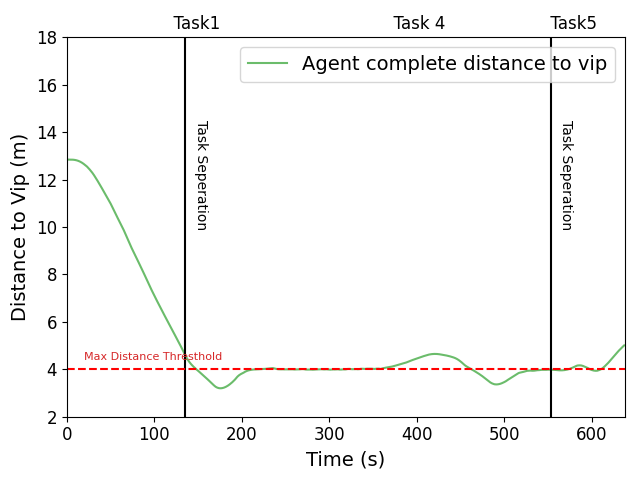 Task1
Task 4
Task5
18
16
14
12
10
8
6
4
2
Distance to Vip (m)
Agent complete distance to vip
Task Seperation
Task Seperation
Max Distance Thresthold
0
100
200
300
400
500
600
Time (s)